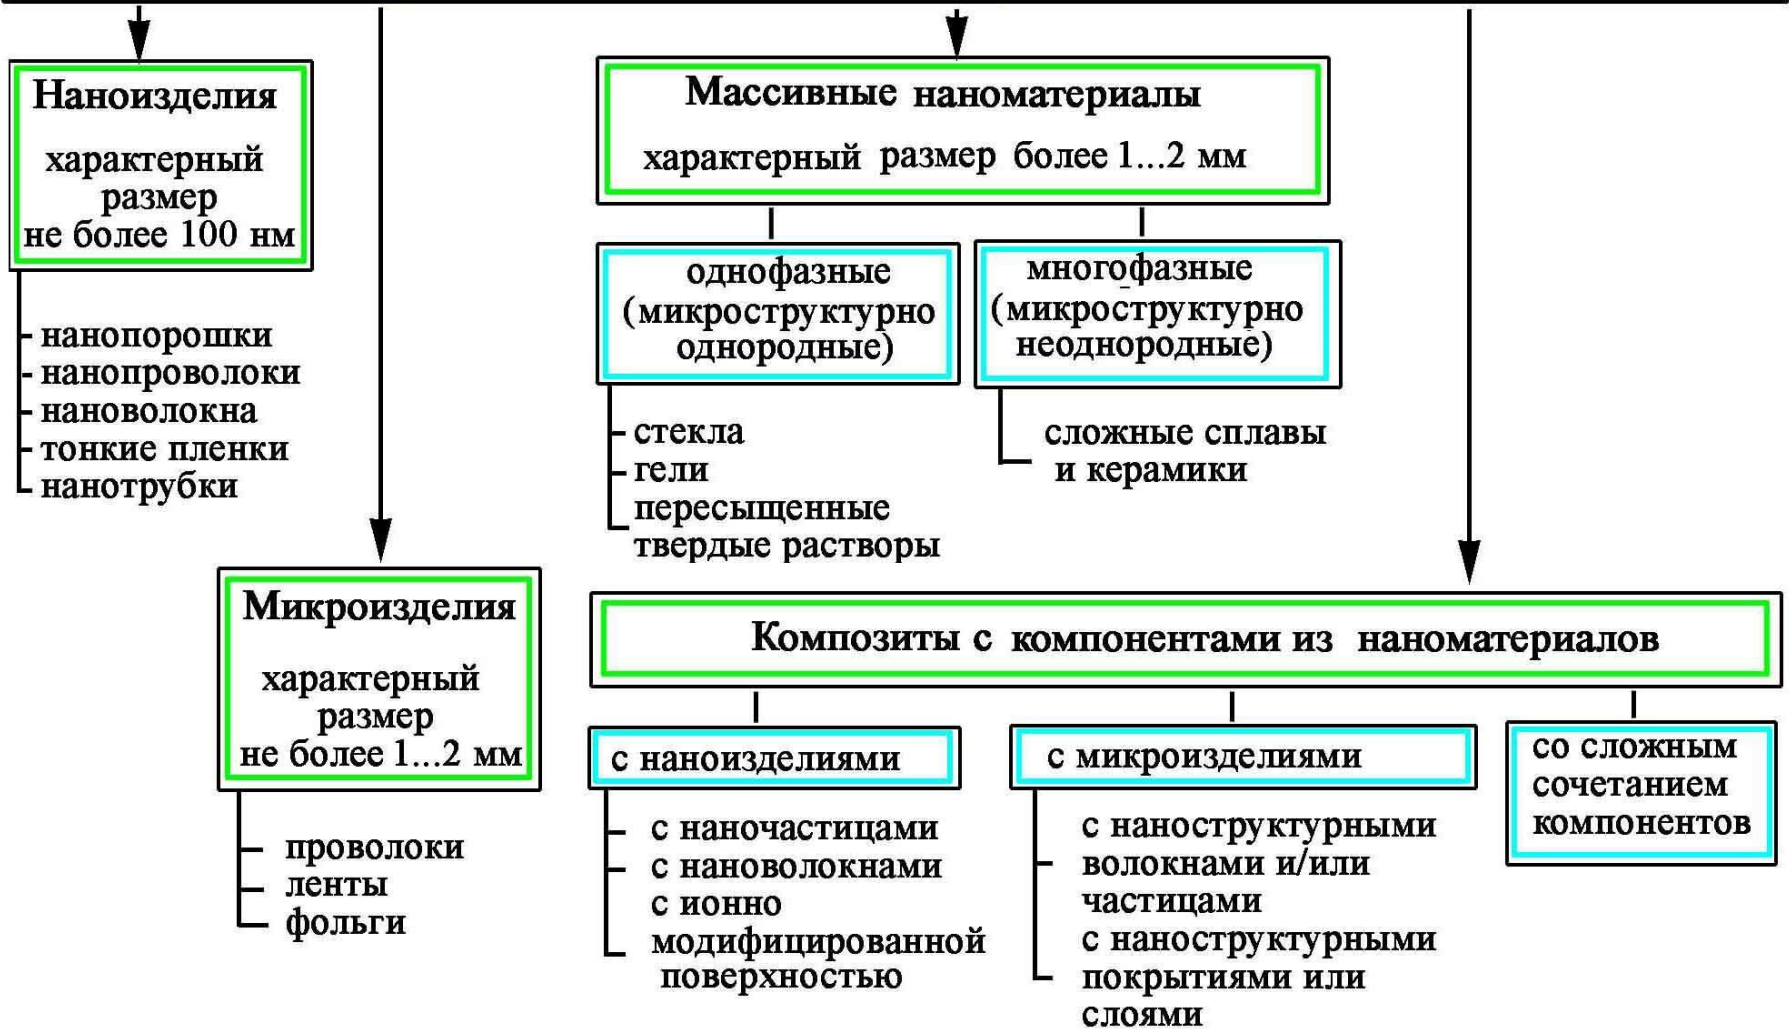 Наноизделия
характерный
размер
не более 100 нм
нанопорошки
нанопроволоки
нановолокна
тонкие пленки
нанотрубки
Микроизделия
характерный
размер
не более 1...2 мм
проволоки
ленты
фольги
Массивные наноматериалы
характерный размер более 1...2 мм
однофазные
(микроструктурно
однородные)
стекла
гели
пересыщенные
твердые растворы
многофазные
(микроструктурно
неоднородные)
сложные сплавы
и керамики
Композиты с компонентами из наноматериалов
с наноизделиями
с наночастицами
с нановолокнами
с ионно
модифицированной
поверхностью
с микроизделиями
с наноструктурными
волокнами и/или
частицами
с наноструктурными
покрытиями или
слоями
со сложным
сочетанием
компонентов